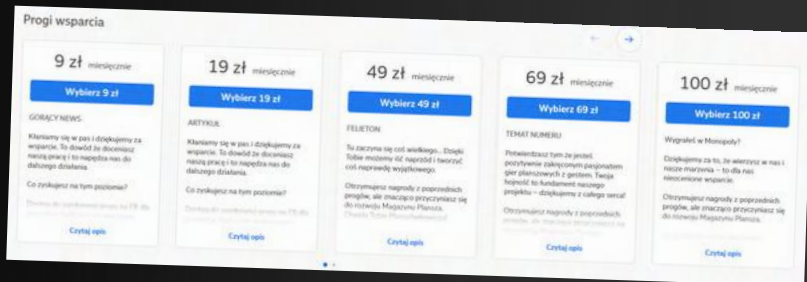 Progi wsparcia
9 zł miesięcznie
Wybierz 9 zł
GORĄCY NEWS
Kłaniamy się w pas i dziękujemy za
wsparcie. To dowód że doceniasz
naszą pracę i to napędza nas do
dalszego działania.
Co zyskujesz na tym poziomie?
Czytaj opis
19 zł miesięcznie
Wybierz 19 zł
ARTYKUŁ
Kłaniamy się w pas i dziękujemy za
wsparcie. To dowód że doceniasz
naszą pracę i to napędza nas do
dalszego działania.
Co zyskujesz na tym poziomie?
Czytaj opis
49 zł miesięcznie
Wybierz 49 zł
FELIETON
Tu zaczyna się coś wielkiego... Dzięki
Tobie możemy iść naprzód i tworzyć
coś naprawdę wyjątkowego.
Otrzymujesz nagrody z poprzednich
progów, ale znacząco przyczyniasz się
do rozwoju Magazynu Plansza.
Czytaj opis
69 zł miesięcznie
Wybierz 69 zł
TEMAT NUMERU
Potwierdzasz tym że jesteś
pozytywnie zakręconym pasjonatem
gier planszowych z gestem. Twoja
hojność to fundament naszego
projektu – dziękujemy z całego serca!
Otrzymujesz nagrody z poprzednich
Czytaj opis
100 zł miesięcznie
Wybierz 100 zł
Wygrałeś w Monopoly?
Dziękujemy za to, że wierzysz w nas i
nasze marzenia – to dla nas
nieocenione wsparcie.
Otrzymujesz nagrody z poprzednich
progów, ale znacząco przyczyniasz się
do rozwoju Magazynu Plansza.
Czytaj opis